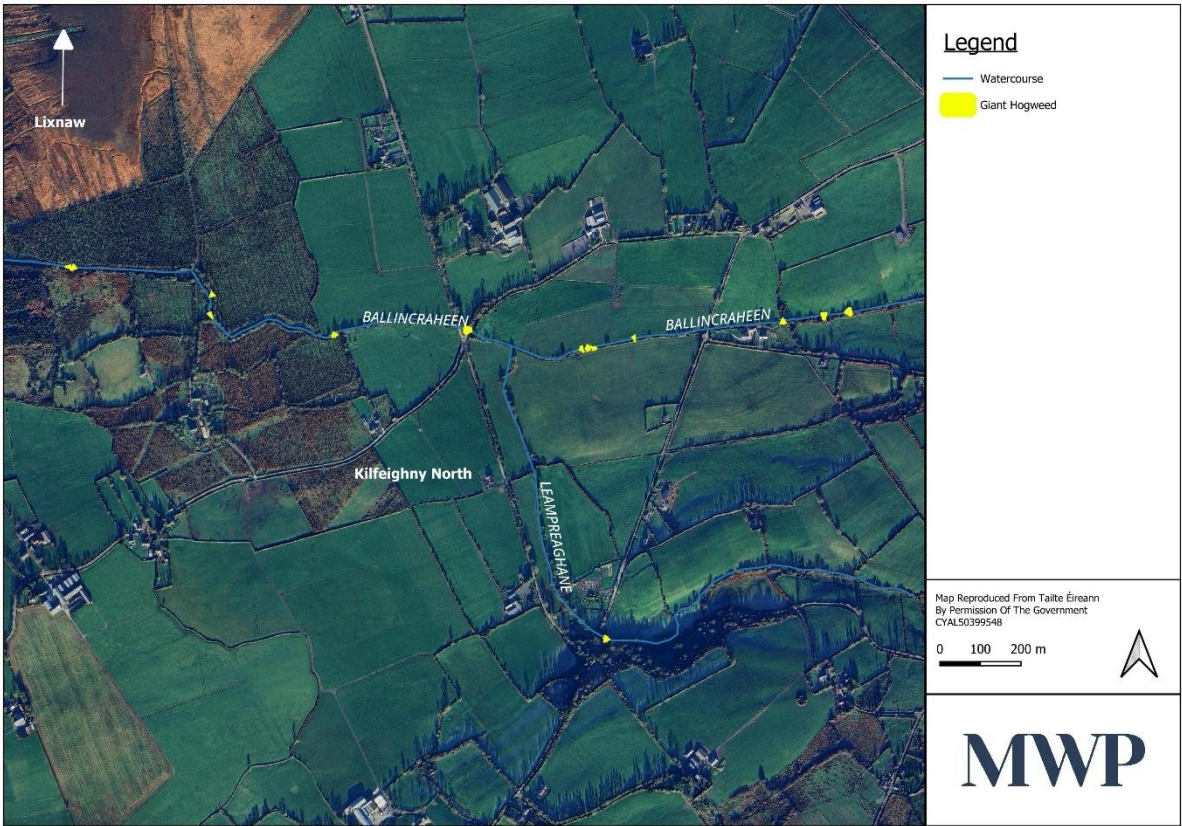 Lixnaw
BALLINCRAHEEN
BALLINCRAHEEN
Kilfeighny North
LEAMPREAGHANE
Legend
Watercourse
Giant Hogweed
Map Reproduced From Tailte Éireann
By Permission Of The Government
CYAL50399548
0 100 200 m
MWP